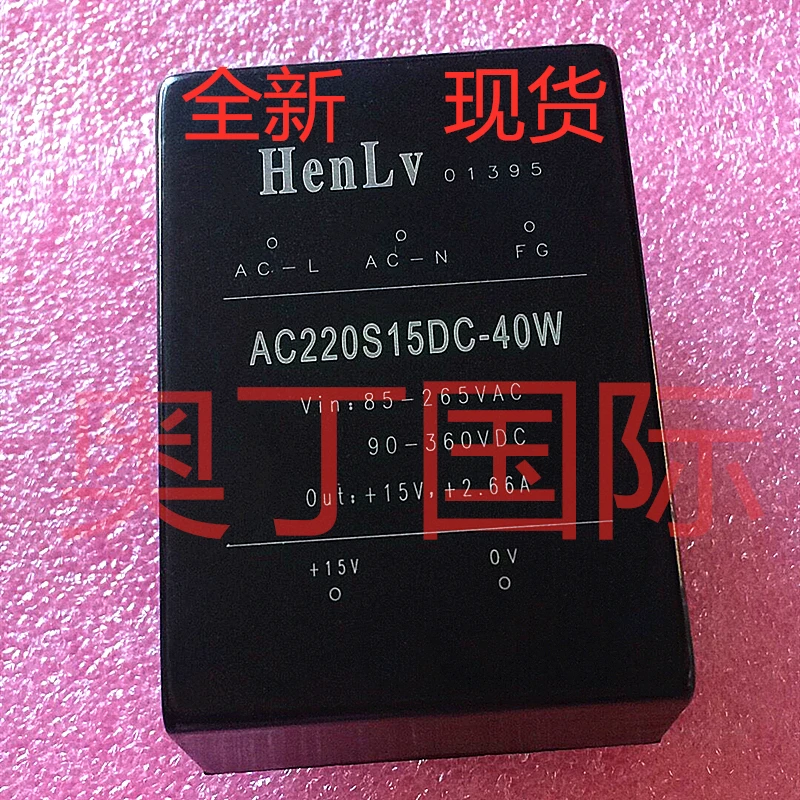 全新 现货
HenLv 01395
AC-L AC-N FG
AC220S15DC-40W
Vin: 85-265VAC
90-360VDC
奥丁国际
Out: +15V, +2.66A
+15V 0V